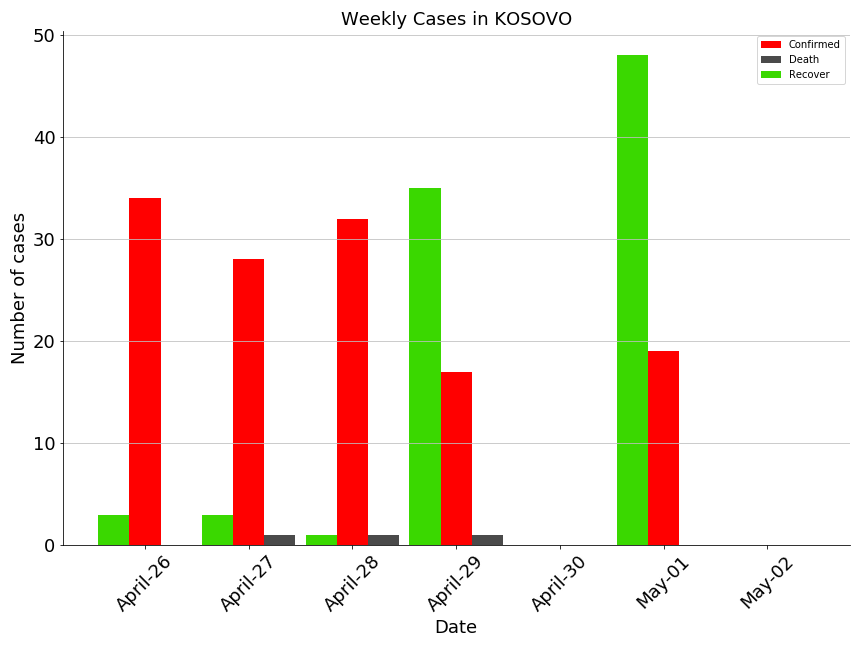 Weekly Cases in KOSOVO
Confirmed
Death
Recover
Number of cases
50
40
30
20
10
0
April-26
April-27
April-28
April-29
April-30
May-01
May-02
Date